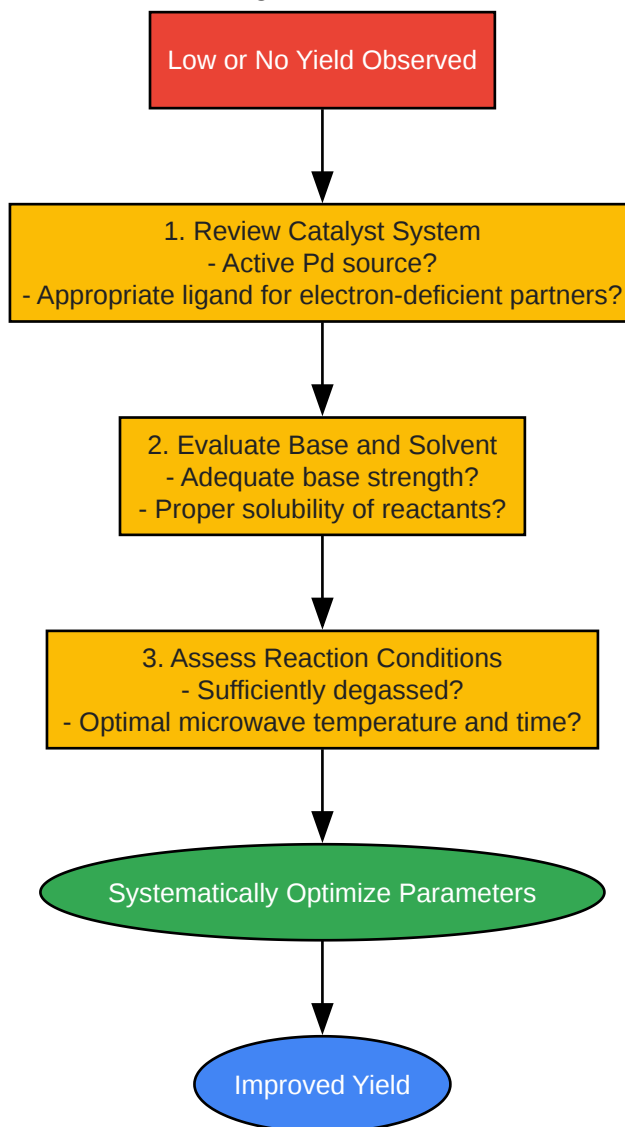 Low or No Yield Observed
1. Review Catalyst System
- Active Pd source?
- Appropriate ligand for electron-deficient partners?
2. Evaluate Base and Solvent
- Adequate base strength?
- Proper solubility of reactants?
3. Assess Reaction Conditions
- Sufficiently degassed?
- Optimal microwave temperature and time?
Systematically Optimize Parameters
Improved Yield